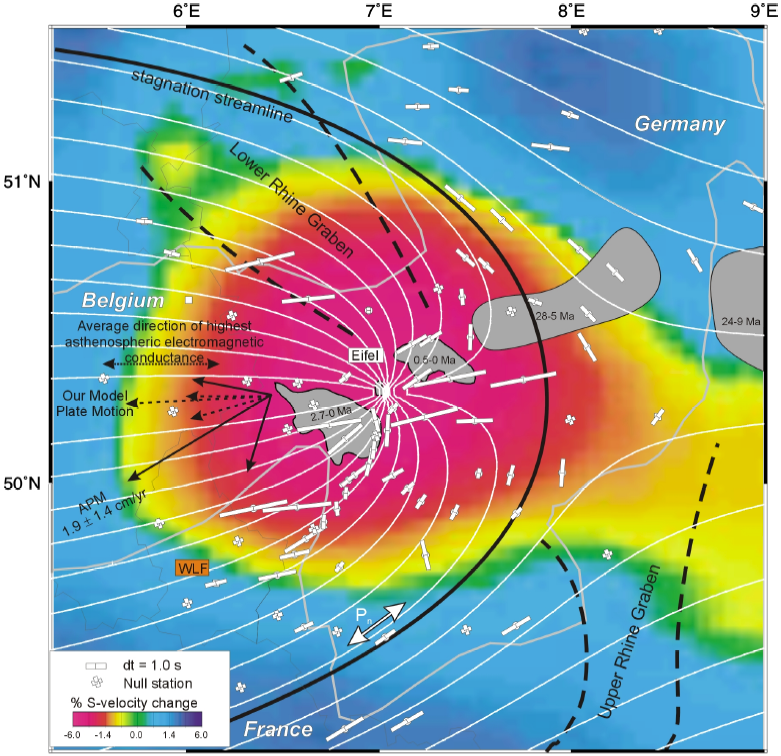 6°E 7°E 8°E 9°E
stagnation streamline
Germany
51°N
Lower Rhine Graben
Belgium
28-5 Ma
24-9 Ma
Average direction of highest
asthenospheric electromagnetic
conductance
Eifel
0.5-0 Ma
Our Model
Plate Motion
2.7-0 Ma
50°N
APM
1.9 ± 1.4 cm/yr
WLF
Pn
Upper Rhine Graben
dt = 1.0 s
Null station
% S-velocity change
-6.0 -1.4 0.0 1.4 6.0
France